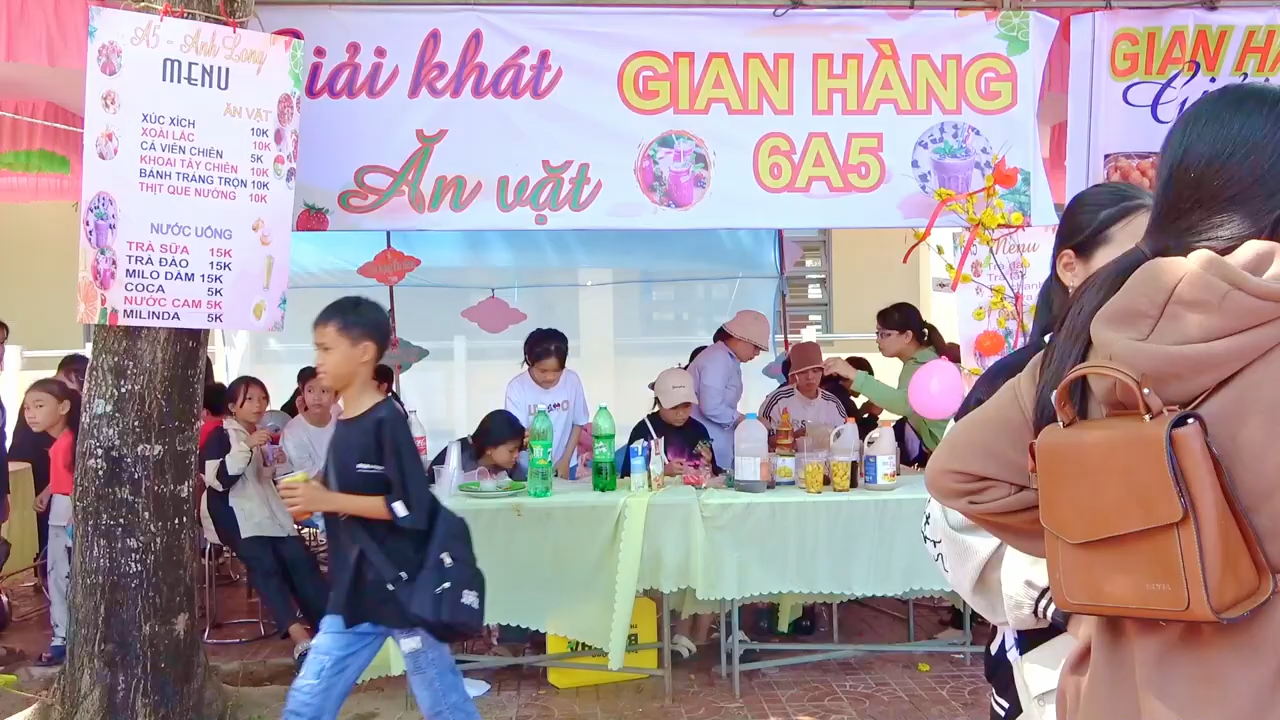 A5 - Anh Long
MENU
ĂN VẶT
XÚC XÍCH 10K
XOÀI LẮC 10K
CÁ VIÊN CHIÊN 5K
KHOAI TÂY CHIÊN 10K
BÁNH TRÁNG TRỘN 10K
THỊT QUE NƯỚNG 10K
NƯỚC UỐNG
TRÀ SỮA 15K
TRÀ ĐÀO 15K
MILO DẦM 15K
COCA 5K
NƯỚC CAM 5K
MILINDA 5K
Giải khát
Ăn vặt
GIAN HÀNG
6A5
GIAN
Menu